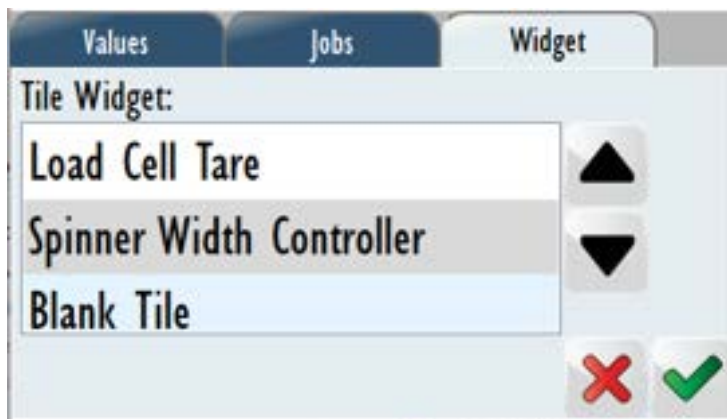 Values Jobs Widget
Tile Widget:
Load Cell Tare
Spinner Width Controller
Blank Tile